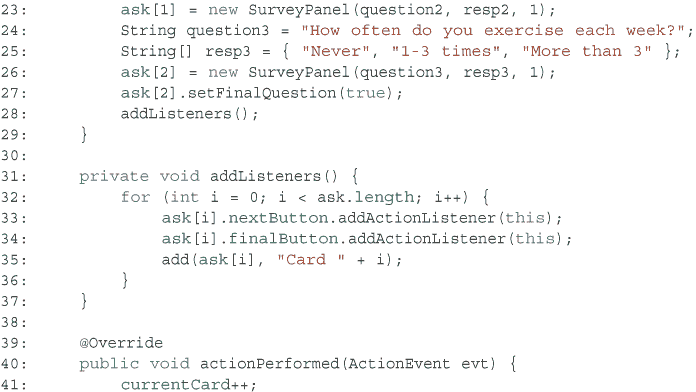 23:         ask[1] = new SurveyPanel(question2, resp2, 1);
24:         String question3 = "How often do you exercise each week?";
25:         String[] resp3 = { "Never", "1-3 times", "More than 3" };
26:         ask[2] = new SurveyPanel(question3, resp3, 1);
27:         ask[2].setFinalQuestion(true);
28:         addListeners();
29:     }
30:
31:     private void addListeners() {
32:         for (int i = 0; i < ask.length; i++) {
33:             ask[i].nextButton.addActionListener(this);
34:             ask[i].finalButton.addActionListener(this);
35:             add(ask[i], "Card " + i);
36:         }
37:     }
38:
39:     @Override
40:     public void actionPerformed(ActionEvent evt) {
41:         currentCard++;